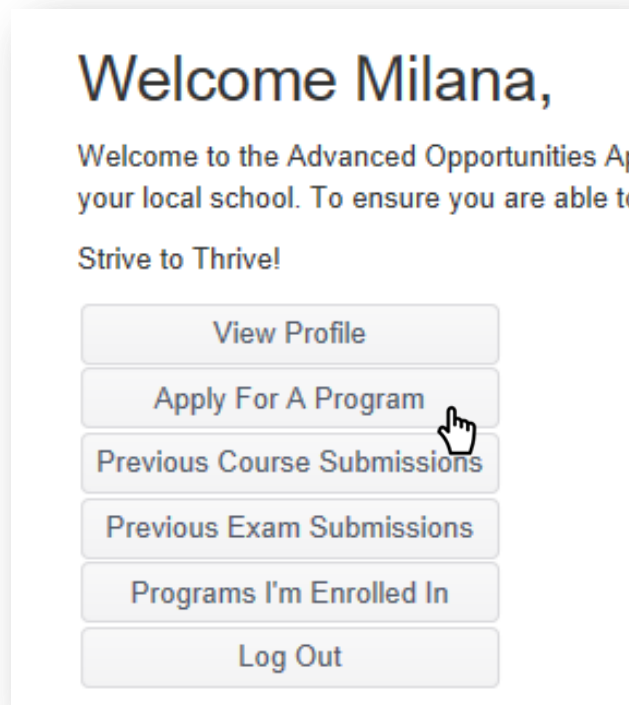 Welcome Milana,
Welcome to the Advanced Opportunities
your local school. To ensure you are able
Strive to Thrive!
View Profile
Apply For A Program
Previous Course Submissions
Previous Exam Submissions
Programs I'm Enrolled In
Log Out